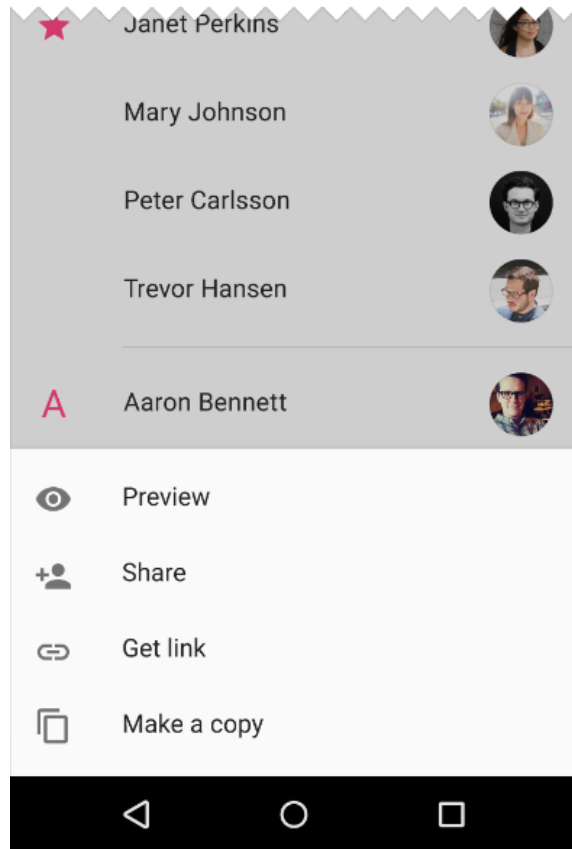 Janet Perkins
Mary Johnson
Peter Carlsson
Trevor Hansen
A
Aaron Bennett
Preview
Share
Get link
Make a copy